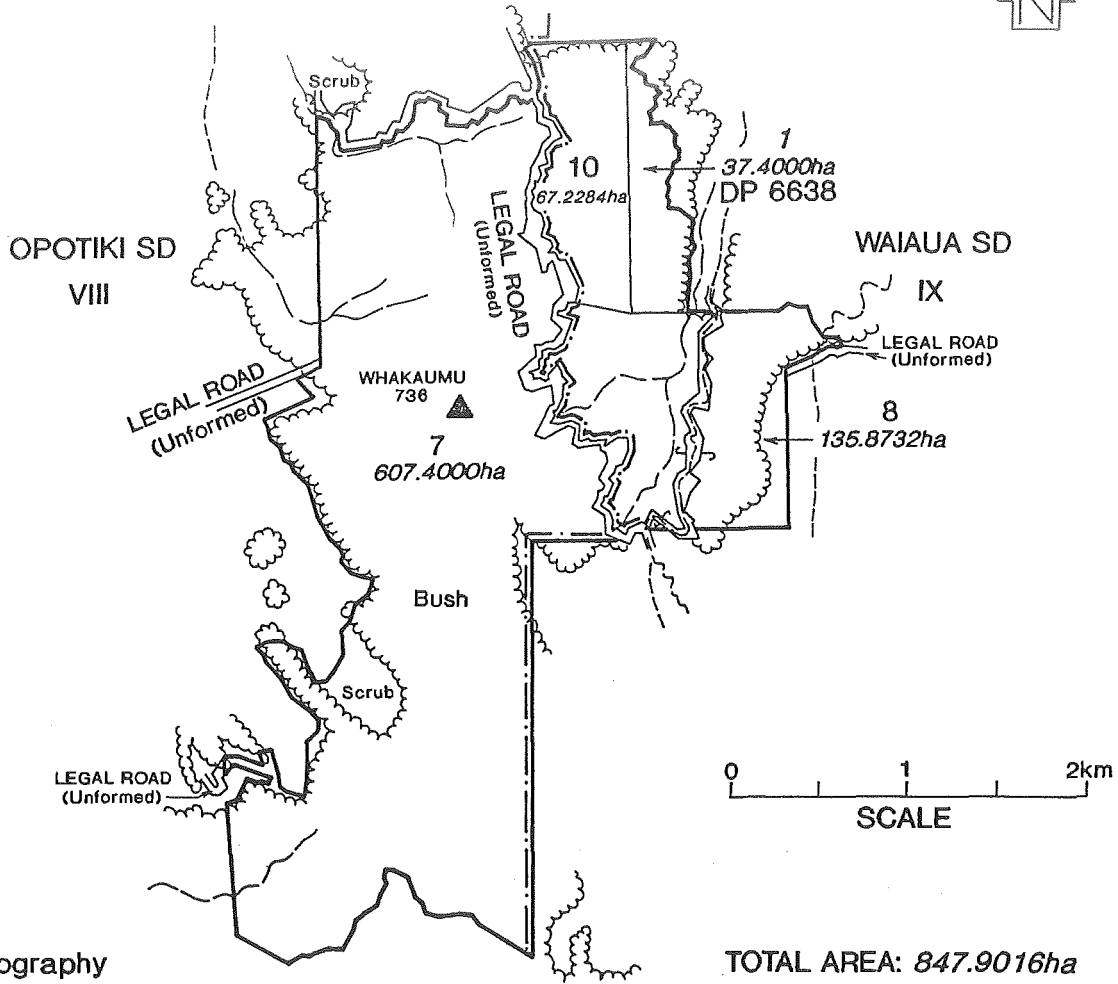 N
Scrub
1
37.4000ha
DP 6638
10
67.2284ha
LEGAL ROAD
(Unformed)
OPOTIKI SD
VIII
WAIAUA SD
IX
LEGAL ROAD
(Unformed)
LEGAL ROAD
(Unformed)
WHAKAUMU
736
7
607.4000ha
8
135.8732ha
Bush
Scrub
LEGAL ROAD
(Unformed)
0 1 2km
SCALE
ography
TOTAL AREA: 847.9016ha